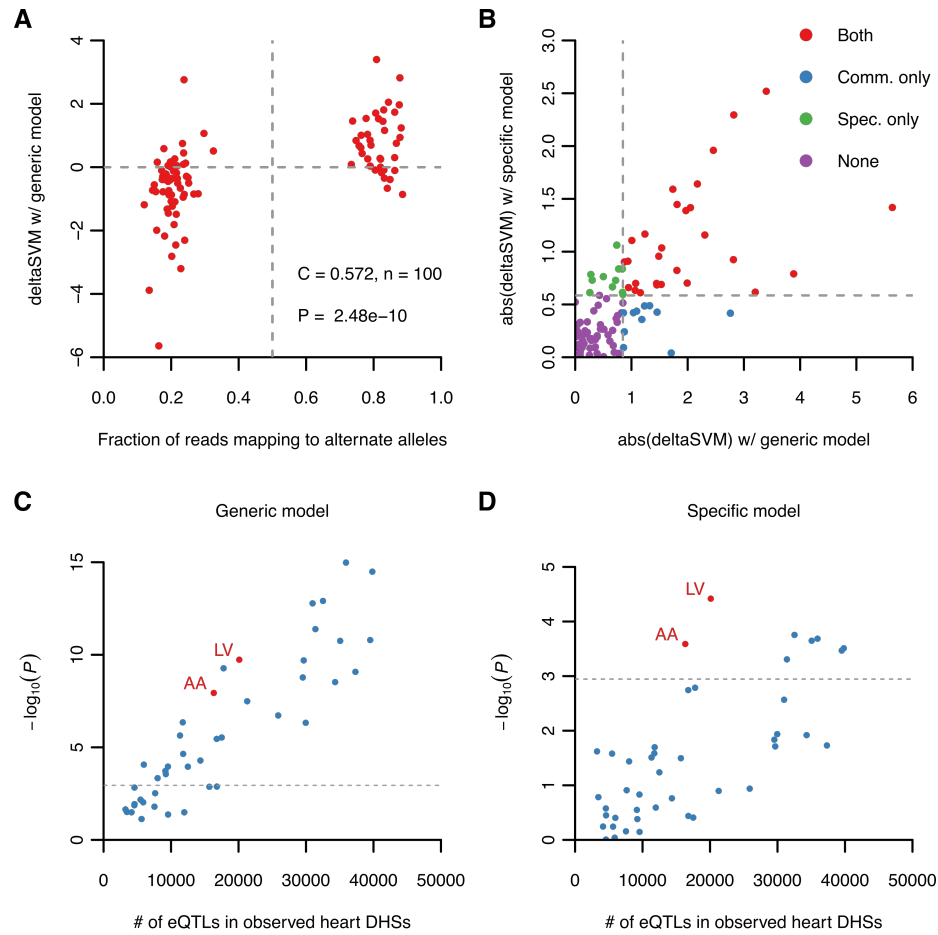 A
deltaSVM w/ generic model
4
2
0
−2
−4
−6
C = 0.572, n = 100
P = 2.48e−10
0.0 0.2 0.4 0.6 0.8 1.0
Fraction of reads mapping to alternate alleles
B
abs(deltaSVM) w/ specific model
3.0
2.5
2.0
1.5
1.0
0.5
0.0
Both
Comm. only
Spec. only
None
0 1 2 3 4 5 6
abs(deltaSVM) w/ generic model
C
Generic model
−log10(P)
15
10
5
0
LV
AA
0 10000 20000 30000 40000 50000
# of eQTLs in observed heart DHSs
D
Specific model
−log10(P)
5
4
3
2
1
0
LV
AA
0 10000 20000 30000 40000 50000
# of eQTLs in observed heart DHSs